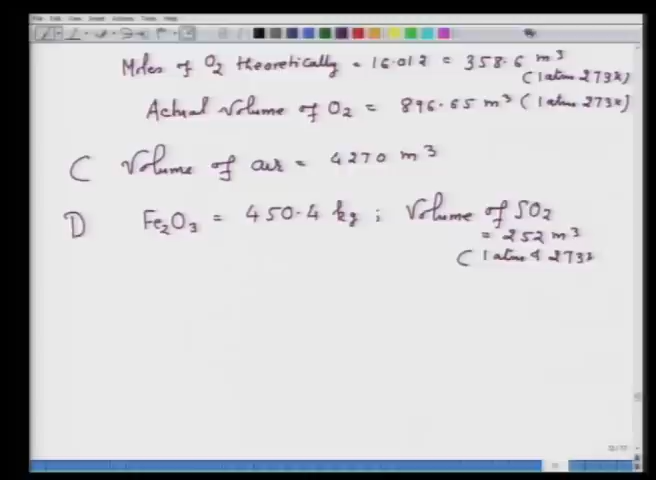 Moles of O2 theoretically = 16.012 = 358.6 m3
(1 atm 273K)
Actual Volume of O2 = 896.65 m3 (1 atm 273K)
C Volume of air = 4270 m3
D Fe2O3 = 450.4 kg ; Volume of SO2
= 252 m3
(1 atm & 273K